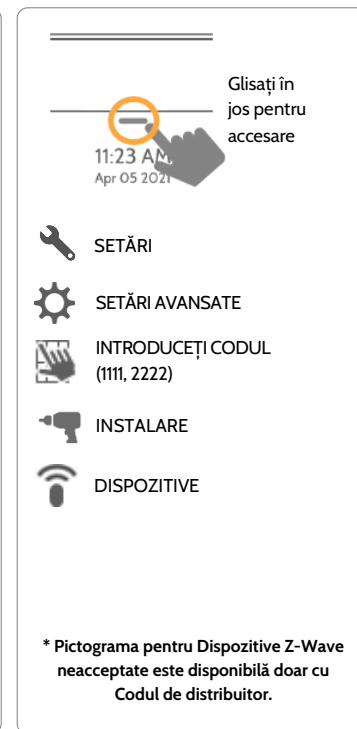 Glisați în
jos pentru
accesare
11:23 AM
Apr 05 2021
SETĂRI
SETĂRI AVANSATE
INTRODUCEȚI CODUL
(1111, 2222)
INSTALARE
DISPOZITIVE
* Pictograma pentru Dispozitive Z-Wave
neacceptate este disponibilă doar cu
Codul de distribuitor.